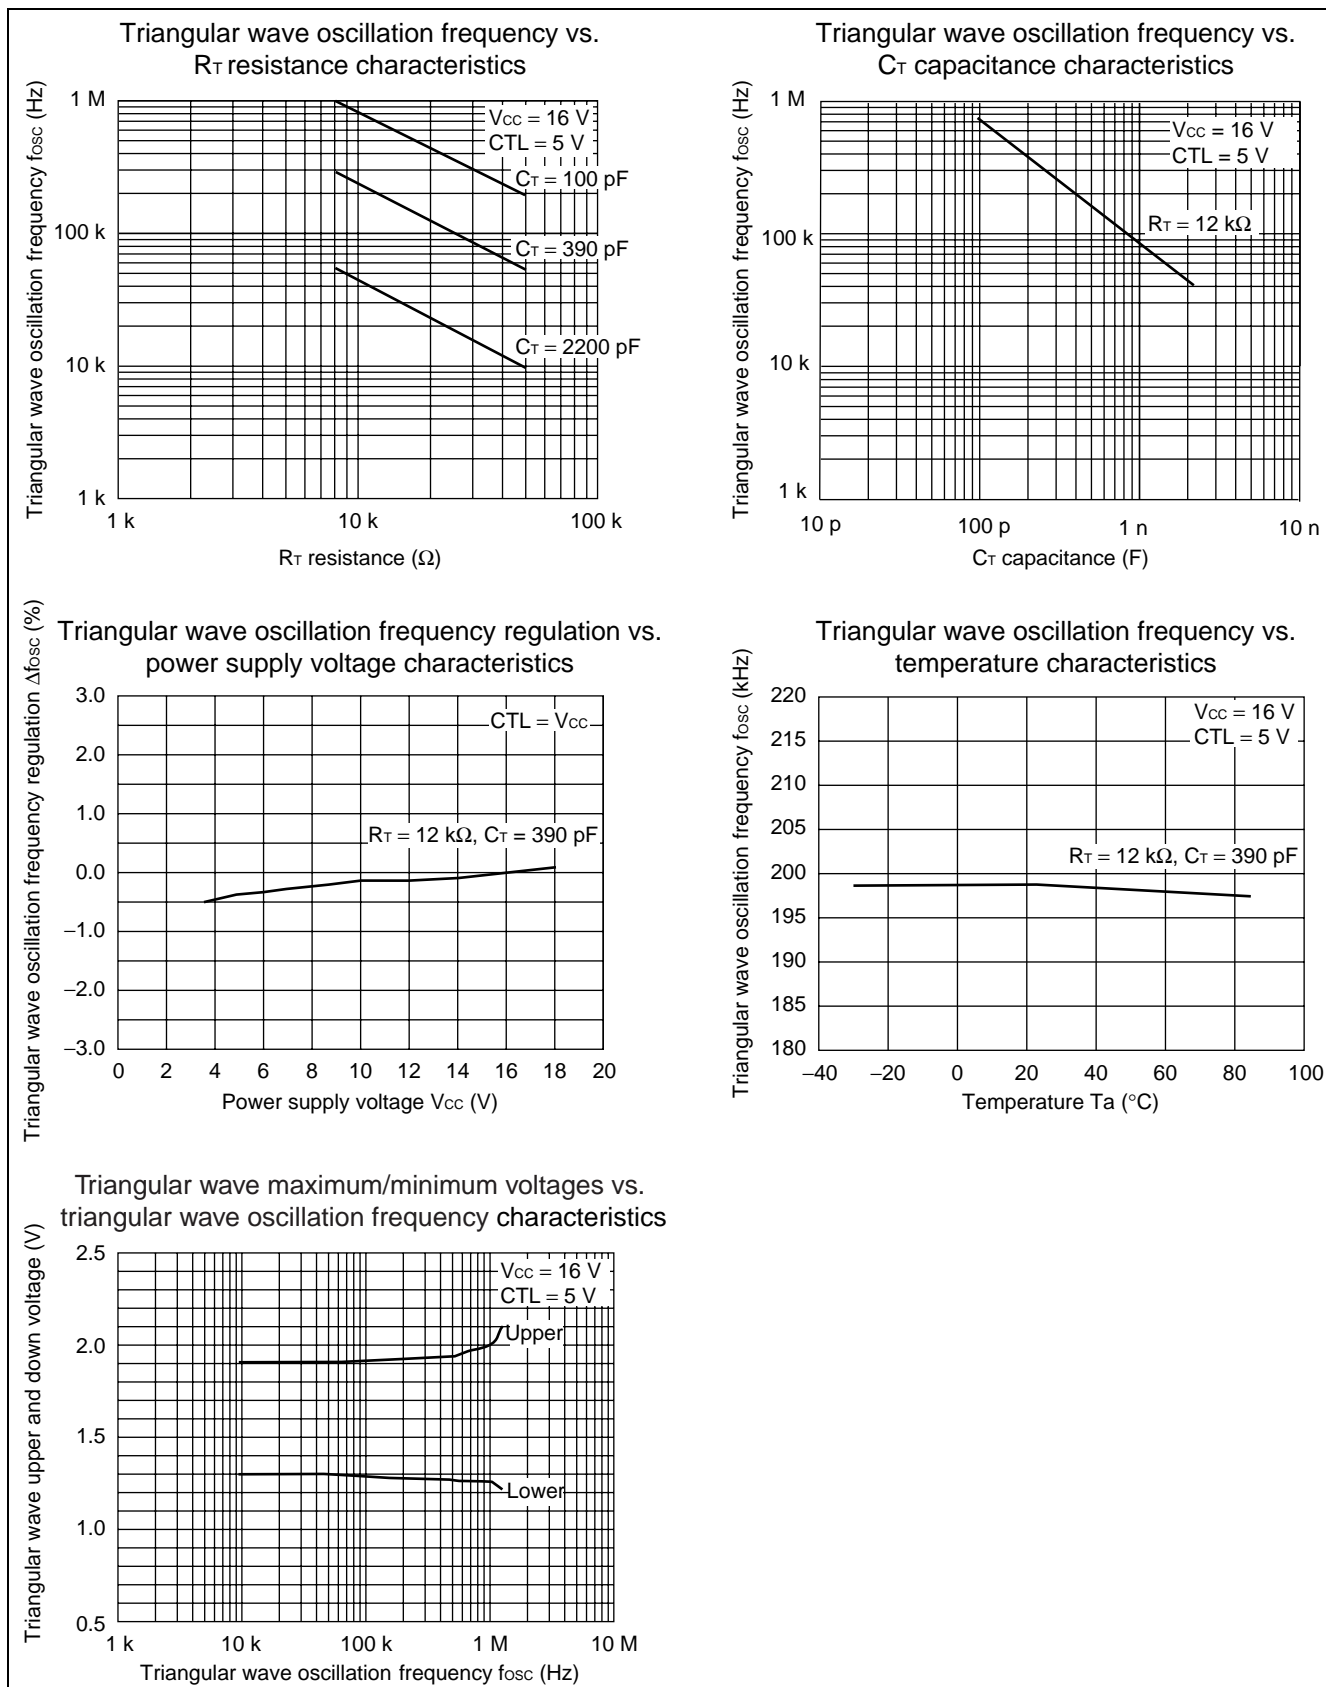 Triangular wave oscillation frequency vs.
RT resistance characteristics
Triangular wave oscillation frequency fOSC (Hz)
1 M
100 k
10 k
1 k
VCC = 16 V
CTL = 5 V
CT = 100 pF
CT = 390 pF
CT = 2200 pF
1 k 10 k 100 k
RT resistance (Ω)
Triangular wave oscillation frequency vs.
CT capacitance characteristics
Triangular wave oscillation frequency fOSC (Hz)
1 M
100 k
10 k
1 k
VCC = 16 V
CTL = 5 V
RT = 12 kΩ
10 p 100 p 1 n 10 n
CT capacitance (F)
Triangular wave oscillation frequency regulation vs.
power supply voltage characteristics
Triangular wave oscillation frequency regulation ΔfOSC (%)
3.0
2.0
1.0
0.0
−1.0
−2.0
−3.0
CTL = VCC
RT = 12 kΩ, CT = 390 pF
0 2 4 6 8 10 12 14 16 18 20
Power supply voltage VCC (V)
Triangular wave oscillation frequency vs.
temperature characteristics
Triangular wave oscillation frequency fOSC (kHz)
220
215
210
205
200
195
190
185
180
VCC = 16 V
CTL = 5 V
RT = 12 kΩ, CT = 390 pF
−40 −20 0 20 40 60 80 100
Temperature Ta (°C)
Triangular wave maximum/minimum voltages vs.
triangular wave oscillation frequency characteristics
Triangular wave upper and down voltage (V)
2.5
2.0
1.5
1.0
0.5
VCC = 16 V
CTL = 5 V
Upper
Lower
1 k 10 k 100 k 1 M 10 M
Triangular wave oscillation frequency fOSC (Hz)